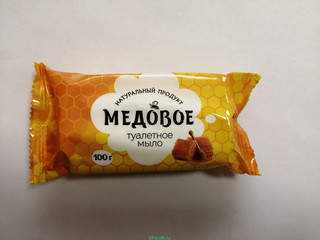 НАТУРАЛЬНЫЙ ПРОДУКТ
МЕДОВОЕ
туалетное
мыло
100 г